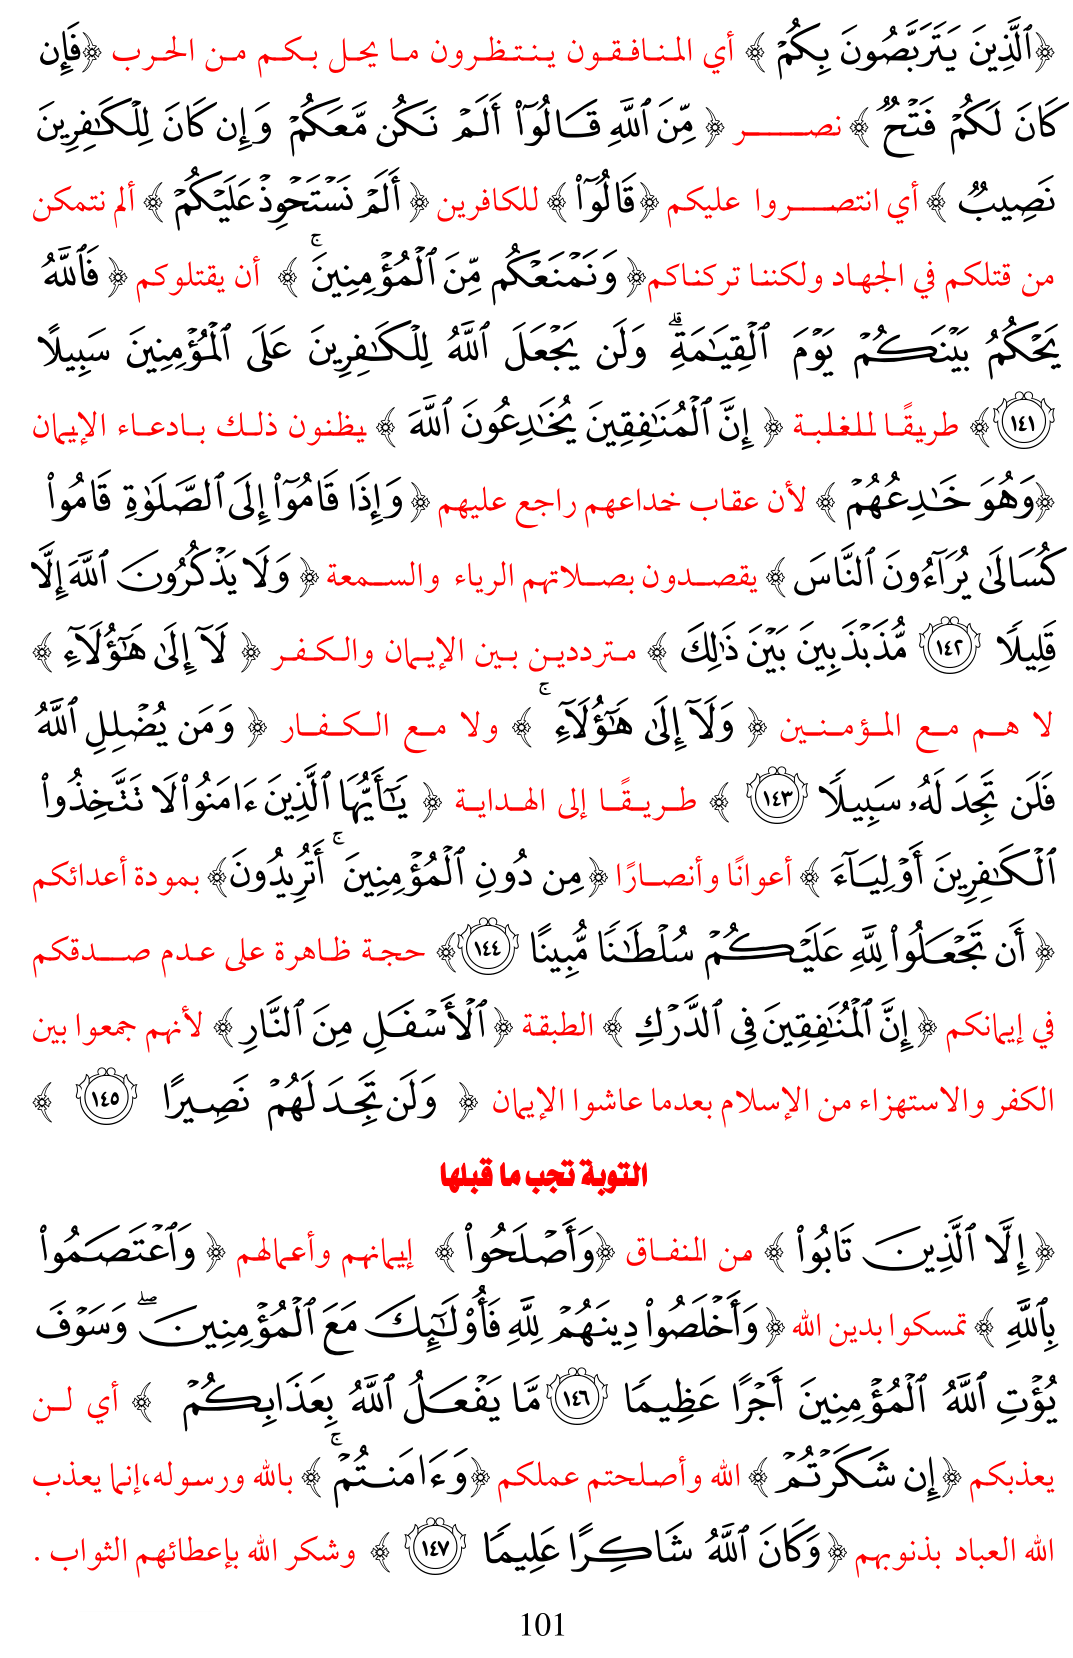 ﴿ٱلَّذِينَ يَتَرَبَّصُونَ بِكُمۡ ﴾ أي المنافقون ينتظرون ما يحل بكم من الحرب ﴿فَإِن
كَانَ لَكُمۡ فَتۡحٞ ﴾ نصر ﴿ مِّنَ ٱللَّهِ قَالُوٓاْ أَلَمۡ نَكُن مَّعَكُمۡ وَإِن كَانَ لِلۡكَٰفِرِينَ
نَصِيبٞ ﴾ أي انتصروا عليكم ﴿قَالُوٓاْ ﴾ للكافرين ﴿ أَلَمۡ نَسۡتَحۡوِذۡ عَلَيۡكُمۡ ﴾ ألم نتمكن
من قتلكم في الجهاد ولكننا تركناكم﴿ وَنَمۡنَعۡكُم مِّنَ ٱلۡمُؤۡمِنِينَۚ ﴾ أن يقتلوكم ﴿ فَٱللَّهُ
يَحۡكُمُ بَيۡنَكُمۡ يَوۡمَ ٱلۡقِيَٰمَةِۗ وَلَن يَجۡعَلَ ٱللَّهُ لِلۡكَٰفِرِينَ عَلَى ٱلۡمُؤۡمِنِينَ سَبِيلًا
١٤١﴾ طريقًا للغلبة ﴿ إِنَّ ٱلۡمُنَٰفِقِينَ يُخَٰدِعُونَ ٱللَّهَ ﴾ يظنون ذلك بادعاء الإيمان
﴿وَهُوَ خَٰدِعُهُمۡ ﴾ لأن عقاب خداعهم راجع عليهم ﴿ وَإِذَا قَامُوٓاْ إِلَى ٱلصَّلَوٰةِ قَامُواْ
كُسَالَىٰ يُرَآءُونَ ٱلنَّاسَ ﴾ يقصدون بصلاتهم الرياء والسمعة ﴿ وَلَا يَذۡكُرُونَ ٱللَّهَ إِلَّا
قَلِيلٗا ١٤٢ مُّذَبۡذَبِينَ بَيۡنَ ذَٰلِكَ ﴾ مترددين بين الإيمان والكفر ﴿ لَآ إِلَىٰ هَٰٓؤُلَآءِ ﴾
لا هم مع المؤمنين ﴿ وَلَآ إِلَىٰ هَٰٓؤُلَآءِۚ ﴾ ولا مع الكفار ﴿ وَمَن يُضۡلِلِ ٱللَّهُ
فَلَن تَجِدَ لَهُۥ سَبِيلٗا ١٤٣ ﴾ طريقًا إلى الهداية ﴿ يَٰٓأَيُّهَا ٱلَّذِينَ ءَامَنُواْ لَا تَتَّخِذُواْ
ٱلۡكَٰفِرِينَ أَوۡلِيَآءَ ﴾ أعوانًا وأنصارًا ﴿مِن دُونِ ٱلۡمُؤۡمِنِينَۚ أَتُرِيدُونَ﴾ بمودة أعدائكم
﴿ أَن تَجۡعَلُواْ لِلَّهِ عَلَيۡكُمۡ سُلۡطَٰنٗا مُّبِينًا ١٤٤﴾ حجة ظاهرة على عدم صدقكم
في إيمانكم ﴿ إِنَّ ٱلۡمُنَٰفِقِينَ فِي ٱلدَّرۡكِ ﴾ الطبقة ﴿ ٱلۡأَسۡفَلِ مِنَ ٱلنَّارِ ﴾ لأنهم جمعوا بين
الكفر والاستهزاء من الإسلام بعدما عاشوا الإيمان ﴿ وَلَن تَجِدَ لَهُمۡ نَصِيرًا ١٤٥ ﴾
التوبة تجب ما قبلها
﴿ إِلَّا ٱلَّذِينَ تَابُواْ ﴾ من المنفاق ﴿وَأَصۡلَحُواْ ﴾ إيمانهم وأعمالهم ﴿ وَٱعۡتَصَمُواْ
بِٱللَّهِ ﴾ تمسكوا بدين الله ﴿ وَأَخۡلَصُواْ دِينَهُمۡ لِلَّهِ فَأُوْلَٰٓئِكَ مَعَ ٱلۡمُؤۡمِنِينَۖ وَسَوۡفَ
يُؤۡتِ ٱللَّهُ ٱلۡمُؤۡمِنِينَ أَجۡرًا عَظِيمٗا ١٤٦ مَّا يَفۡعَلُ ٱللَّهُ بِعَذَابِكُمۡ ﴾ أي لن
يعذبكم ﴿إِن شَكَرۡتُمۡ ﴾ الله وأصلحتم عملكم ﴿وَءَامَنتُمۡۚ ﴾ بالله ورسوله،إنما يعذب
الله العباد بذنوبهم ﴿وَكَانَ ٱللَّهُ شَاكِرًا عَلِيمٗا ١٤٧ ﴾ وشكر الله بإعطائهم الثواب .
101